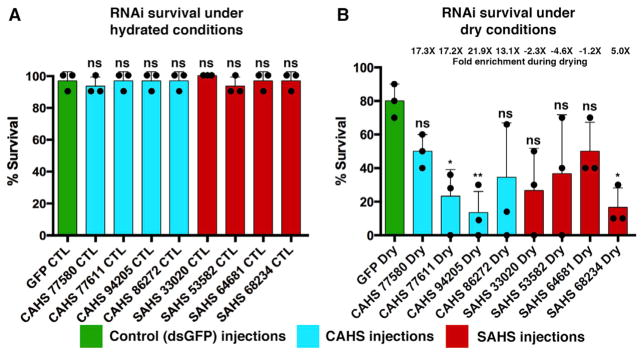 A
RNAi survival under
hydrated conditions
ns ns ns ns ns ns ns ns
% Survival
100
80
60
40
20
0
GFP CTL
CAHS 77580 CTL
CAHS 77611 CTL
CAHS 94205 CTL
CAHS 86272 CTL
SAHS 33020 CTL
SAHS 53582 CTL
SAHS 64681 CTL
SAHS 68234 CTL
B
RNAi survival under
dry conditions
17.3X 17.2X 21.9X 13.1X -2.3X -4.6X -1.2X 5.0X
Fold enrichment during drying
ns * ** ns ns ns ns *
% Survival
100
80
60
40
20
0
GFP Dry
CAHS 77580 Dry
CAHS 77611 Dry
CAHS 94205 Dry
CAHS 86272 Dry
SAHS 33020 Dry
SAHS 53582 Dry
SAHS 64681 Dry
SAHS 68234 Dry
Control (dsGFP) injections
CAHS injections
SAHS injections